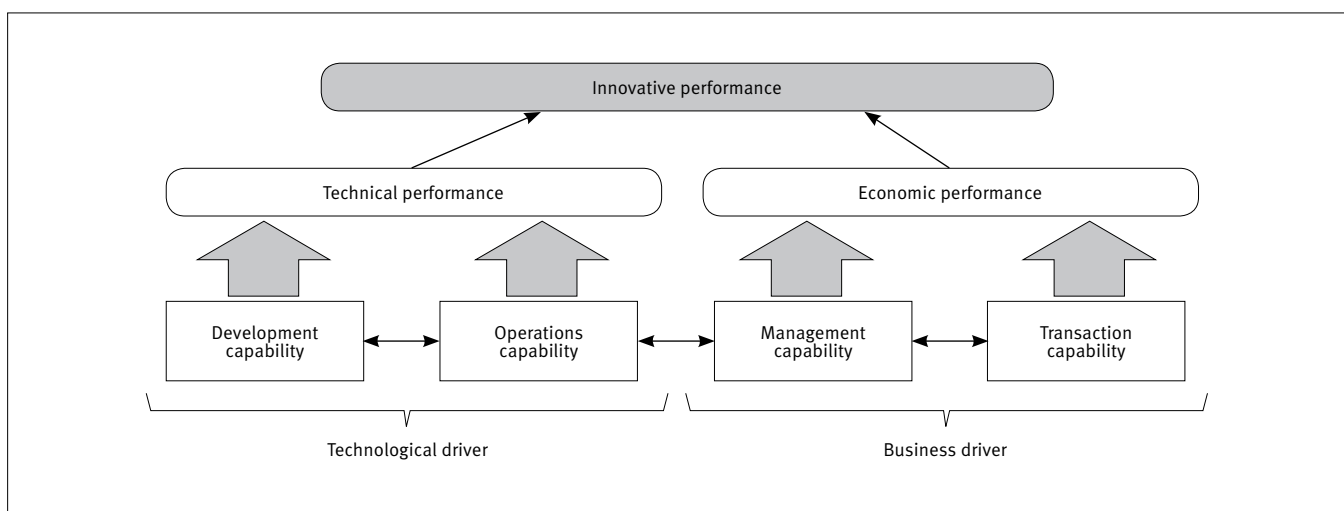 Innovative performance
Technical performance
Economic performance
Development
capability
Operations
capability
Management
capability
Transaction
capability
Technological driver
Business driver